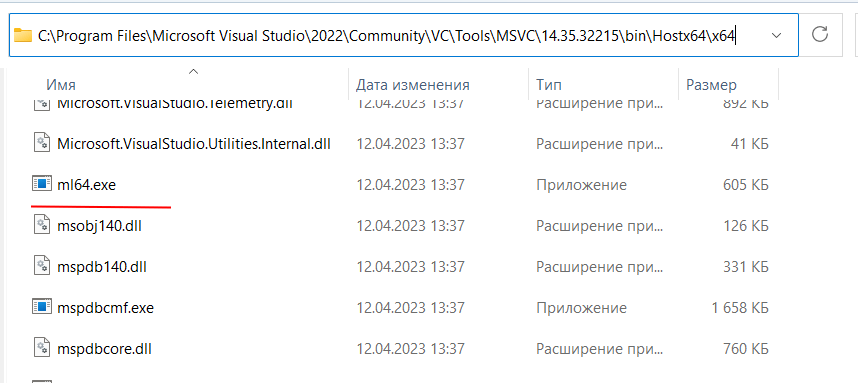 C:\Program Files\Microsoft Visual Studio\2022\Community\VC\Tools\MSVC\14.35.32215\bin\Hostx64\x64
Имя Дата изменения Тип Размер
Microsoft.VisualStudio.Telemetry.dll 12.04.2023 13:37 Расширение при... 892 КБ
Microsoft.VisualStudio.Utilities.Internal.dll 12.04.2023 13:37 Расширение при... 41 КБ
ml64.exe 12.04.2023 13:37 Приложение 605 КБ
msobj140.dll 12.04.2023 13:37 Расширение при... 126 КБ
mspdb140.dll 12.04.2023 13:37 Расширение при... 331 КБ
mspdbcmf.exe 12.04.2023 13:37 Приложение 1 658 КБ
mspdbcore.dll 12.04.2023 13:37 Расширение при... 760 КБ